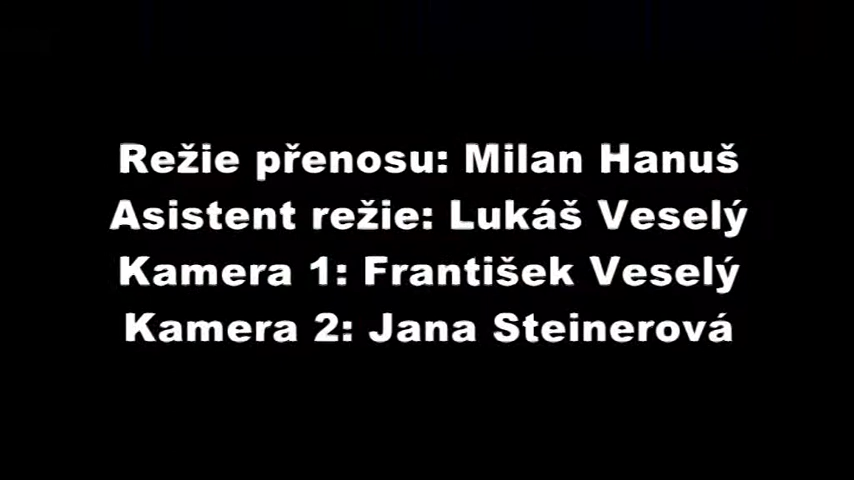 Režie přenosu: Milan Hanuš
Asistent režie: Lukáš Veselý
Kamera 1: František Veselý
Kamera 2: Jana Steinerová